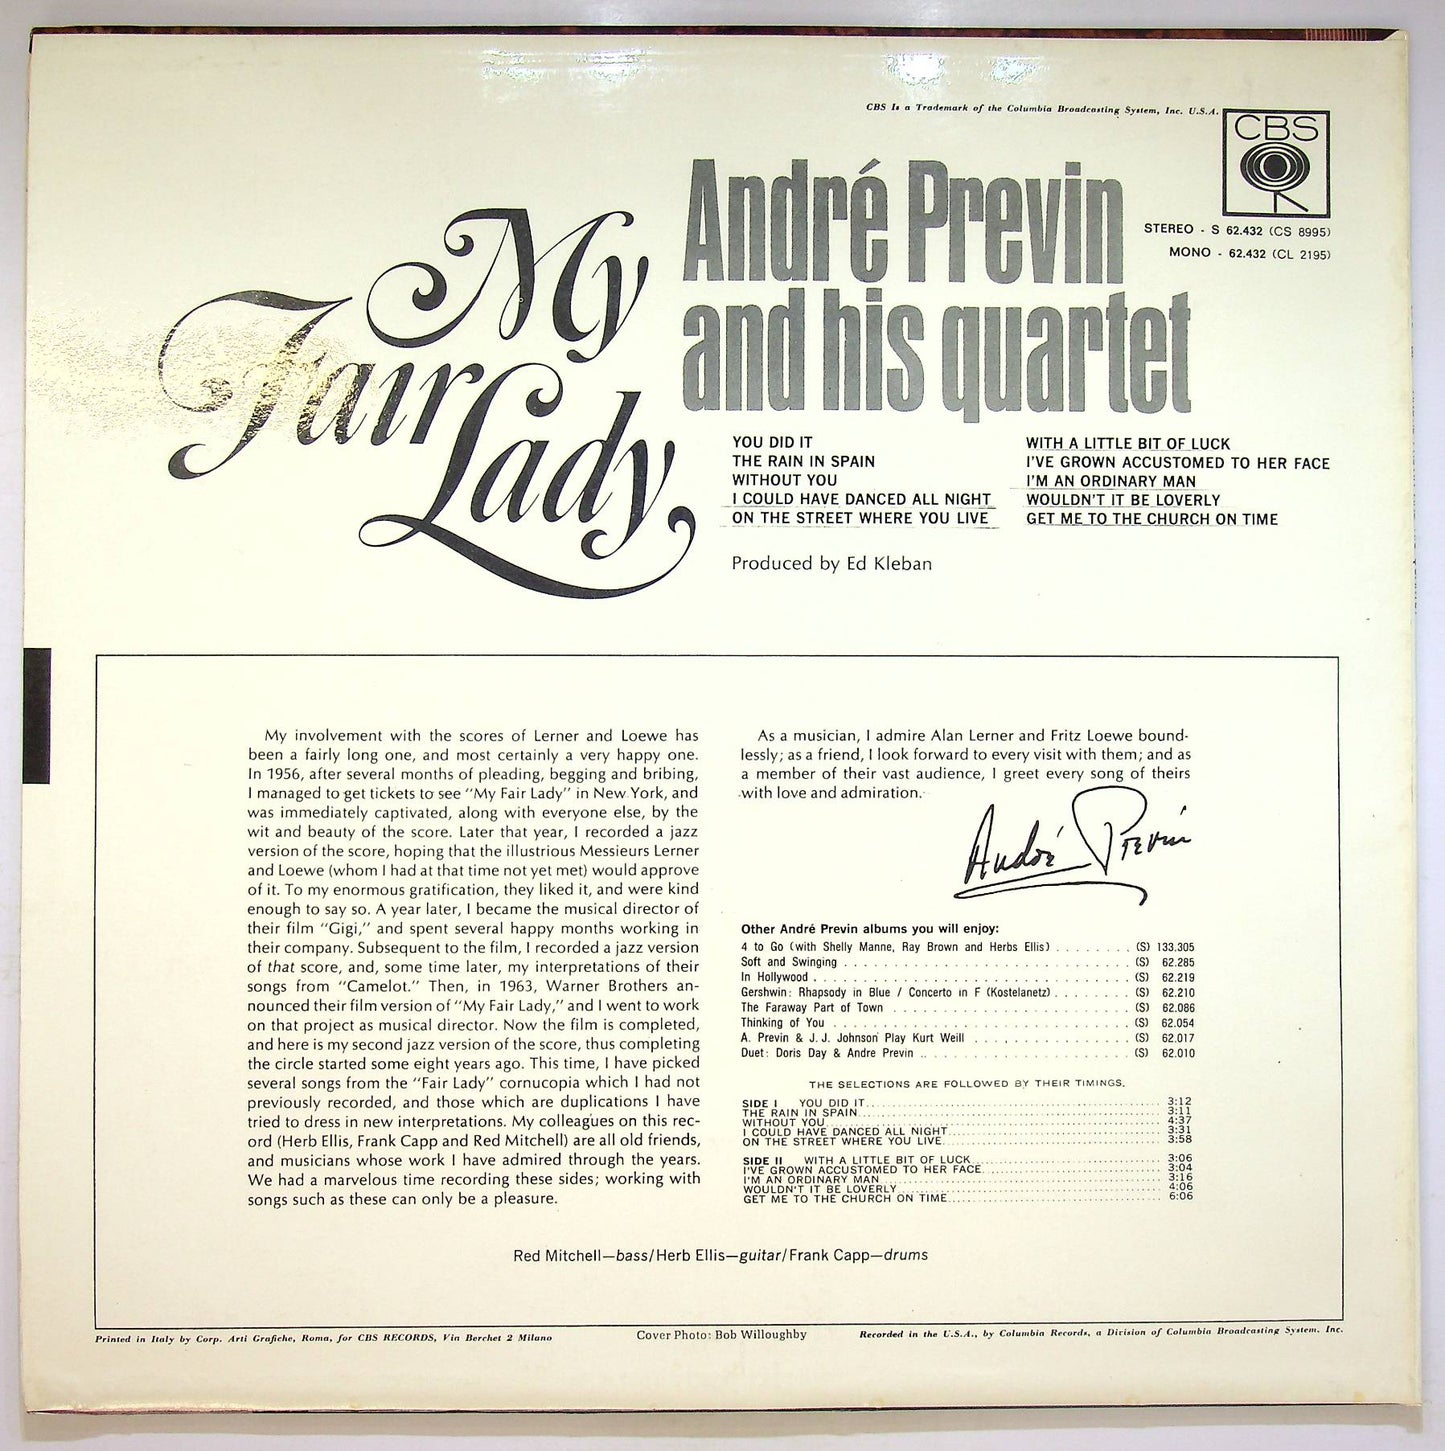 CBS Is a Trademark of the Columbia Broadcasting System, Inc. U.S.A.
CBS
STEREO - S 62.432 (CS 8995)
MONO - 62.432 (CL 2195)
My
Fair
Lady
André Previn
and his quartet
YOU DID IT
THE RAIN IN SPAIN
WITHOUT YOU
I COULD HAVE DANCED ALL NIGHT
ON THE STREET WHERE YOU LIVE
WITH A LITTLE BIT OF LUCK
I'VE GROWN ACCUSTOMED TO HER FACE
I'M AN ORDINARY MAN
WOULDN'T IT BE LOVERLY
GET ME TO THE CHURCH ON TIME
Produced by Ed Kleban
My involvement with the scores of Lerner and Loewe has
been a fairly long one, and most certainly a very happy one.
In 1956, after several months of pleading, begging and bribing,
I managed to get tickets to see "My Fair Lady" in New York, and
was immediately captivated, along with everyone else, by the
wit and beauty of the score. Later that year, I recorded a jazz
version of the score, hoping that the illustrious Messieurs Lerner
and Loewe (whom I had at that time not yet met) would approve
of it. To my enormous gratification, they liked it, and were kind
enough to say so. A year later, I became the musical director of
their film "Gigi," and spent several happy months working in
their company. Subsequent to the film, I recorded a jazz version
of that score, and, some time later, my interpretations of their
songs from "Camelot." Then, in 1963, Warner Brothers an-
nounced their film version of "My Fair Lady," and I went to work
on that project as musical director. Now the film is completed,
and here is my second jazz version of the score, thus completing
the circle started some eight years ago. This time, I have picked
several songs from the "Fair Lady" cornucopia which I had not
previously recorded, and those which are duplications I have
tried to dress in new interpretations. My colleagues on this rec-
ord (Herb Ellis, Frank Capp and Red Mitchell) are all old friends,
and musicians whose work I have admired through the years.
We had a marvelous time recording these sides; working with
songs such as these can only be a pleasure.
As a musician, I admire Alan Lerner and Fritz Loewe bound-
lessly; as a friend, I look forward to every visit with them; and as
a member of their vast audience, I greet every song of theirs
with love and admiration.
André Previn
Other André Previn albums you will enjoy:
4 to Go (with Shelly Manne, Ray Brown and Herbs Ellis) . . . . . . . . (S) 133.305
Soft and Swinging . . . . . . . . (S) 62.285
In Hollywood . . . . . . . . (S) 62.219
Gershwin: Rhapsody in Blue / Concerto in F (Kostelanetz) . . . . . . . . (S) 62.210
The Faraway Part of Town . . . . . . . . (S) 62.086
Thinking of You . . . . . . . . (S) 62.054
A. Previn & J. J. Johnson Play Kurt Weill . . . . . . . . (S) 62.017
Duet: Doris Day & Andre Previn . . . . . . . . (S) 62.010
THE SELECTIONS ARE FOLLOWED BY THEIR TIMINGS.
SIDE I YOU DID IT........ 3:12
THE RAIN IN SPAIN........ 3:11
WITHOUT YOU........ 4:37
I COULD HAVE DANCED ALL NIGHT........ 3:31
ON THE STREET WHERE YOU LIVE........ 3:58
SIDE II WITH A LITTLE BIT OF LUCK........ 3:06
I'VE GROWN ACCUSTOMED TO HER FACE........ 3:04
I'M AN ORDINARY MAN........ 3:16
WOULDN'T IT BE LOVERLY........ 4:06
GET ME TO THE CHURCH ON TIME........ 6:06
Red Mitchell—bass/Herb Ellis—guitar/Frank Capp—drums
Printed in Italy by Corp. Arti Grafiche, Roma, for CBS RECORDS, Via Berchet 2 Milano
Cover Photo: Bob Willoughby
Recorded in the U.S.A., by Columbia Records, a Division of Columbia Broadcasting System. Inc.